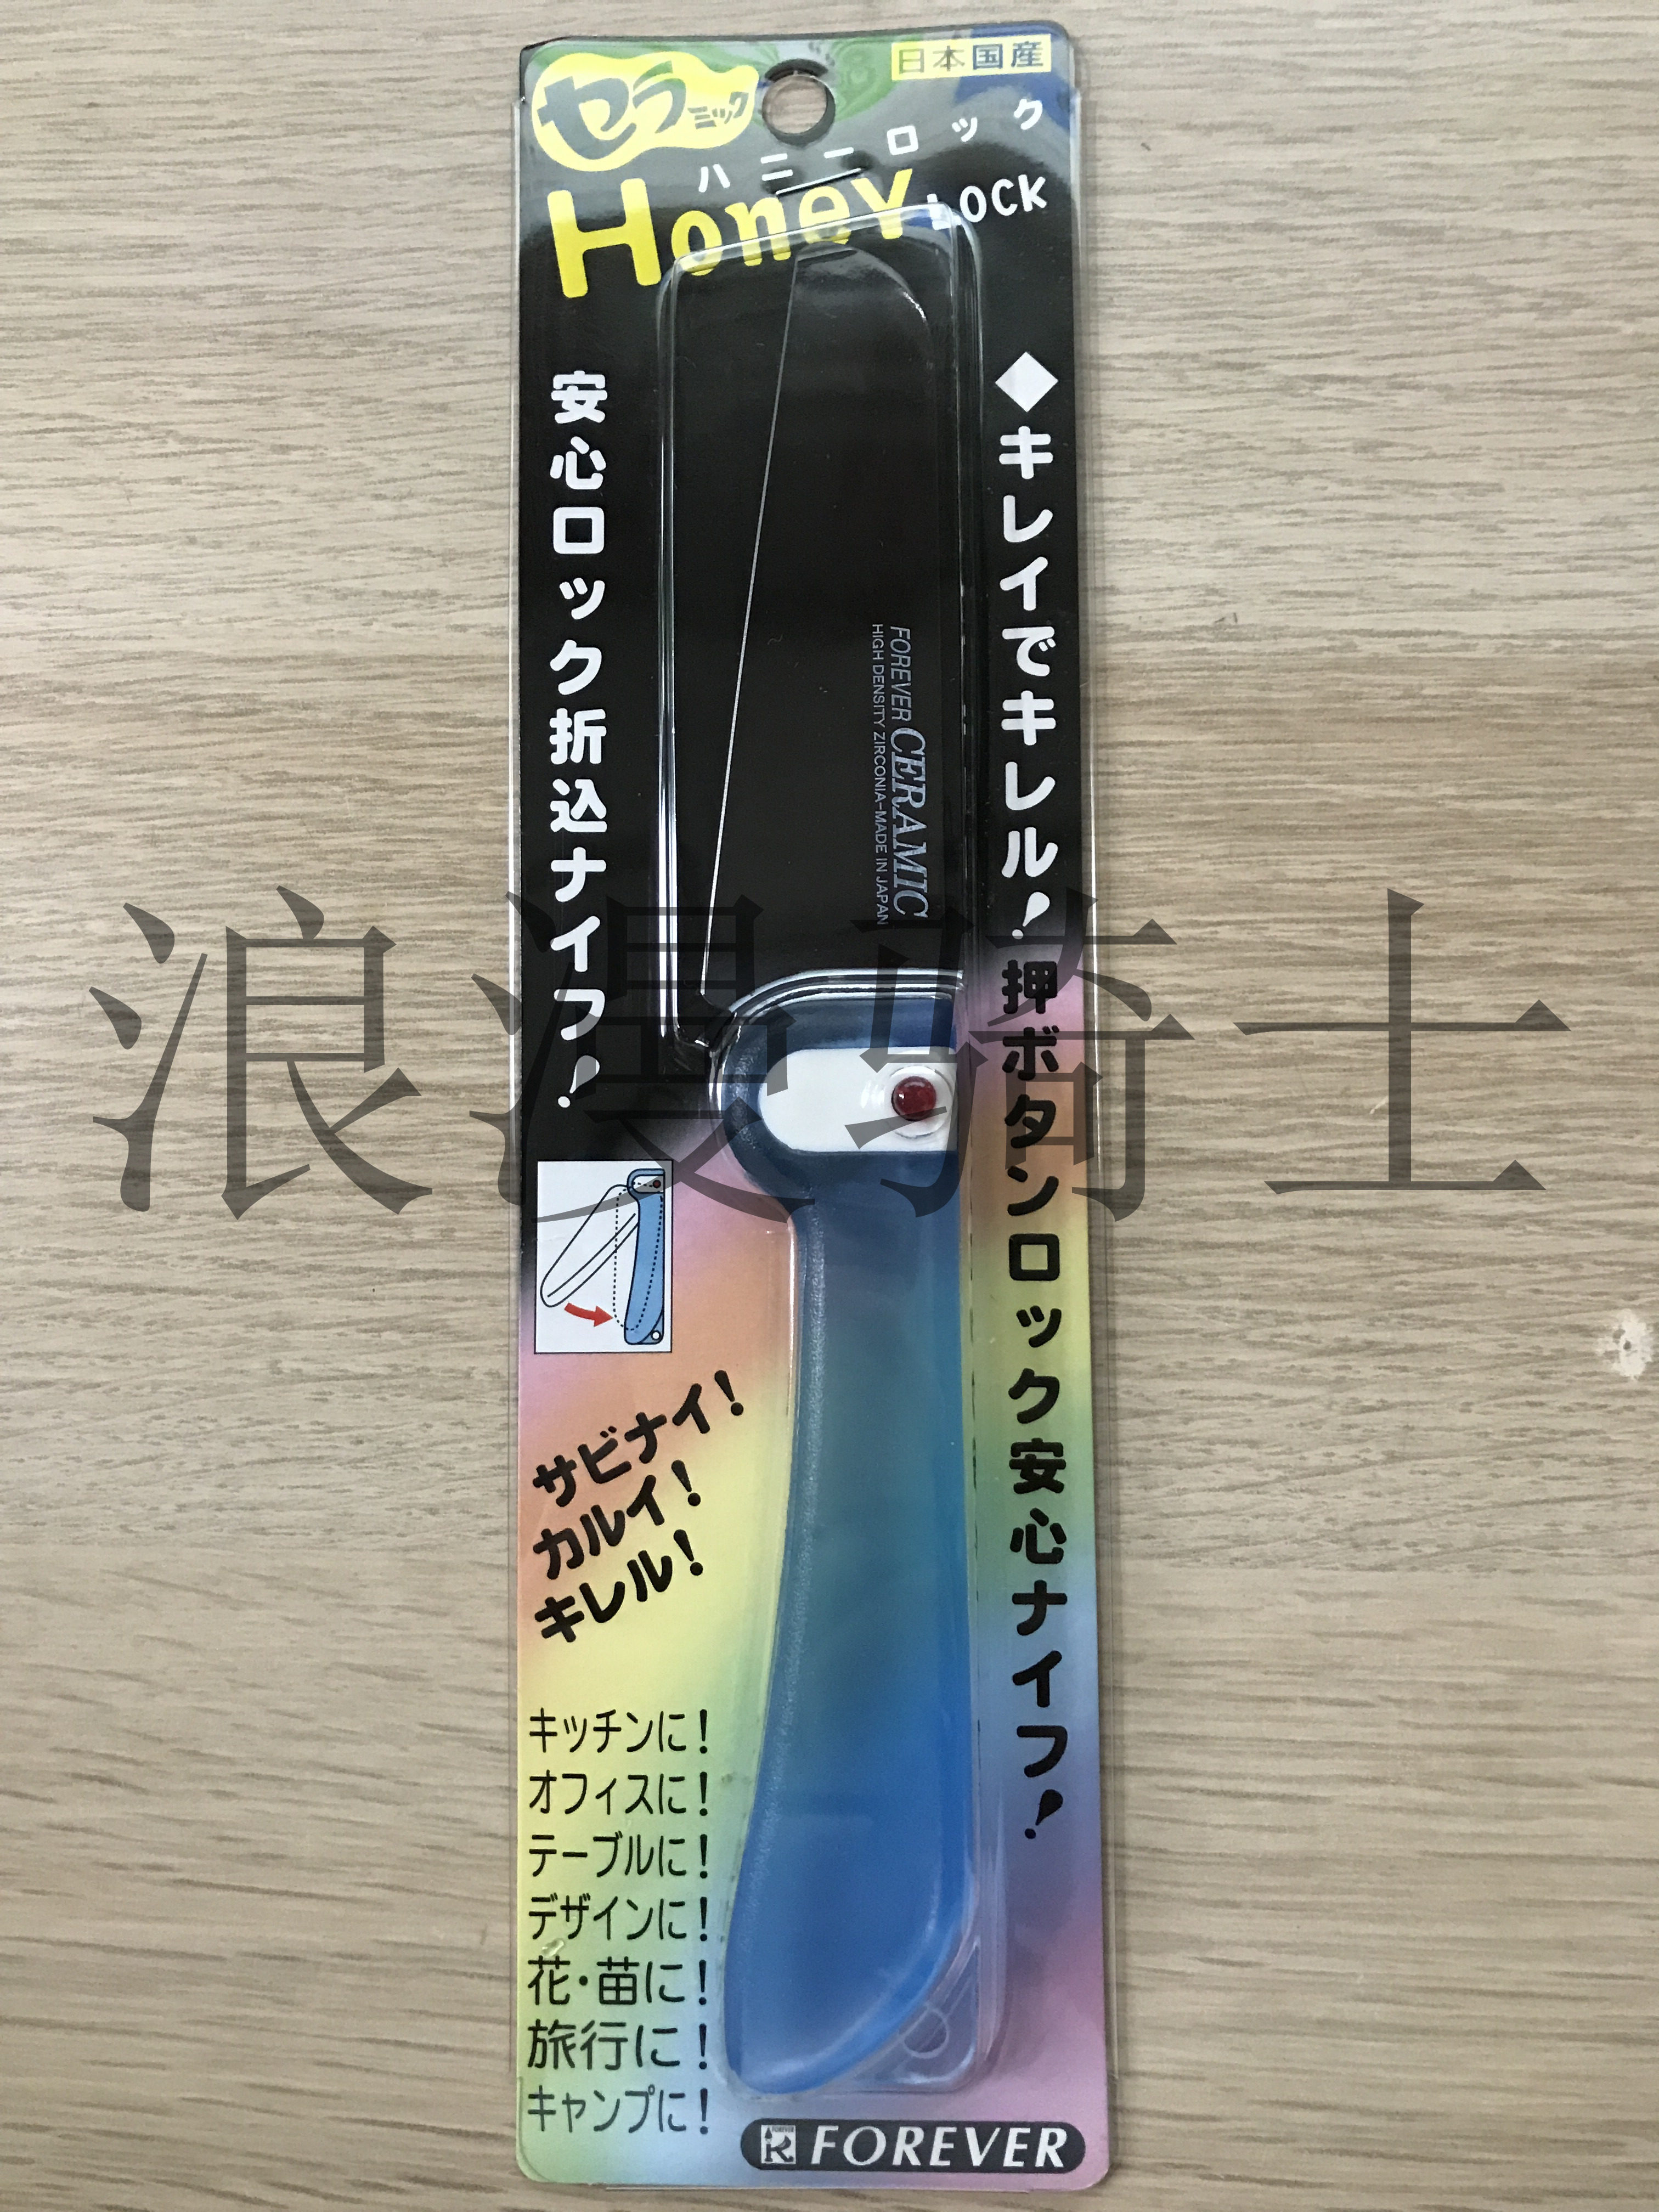 日本国産
セラミック
ハニーロック
Honey LOCK
◆キレイでキレル!押ボタンロック安心ナイフ!
安心ロック折込ナイフ!
FOREVER CERAMIC
HIGH DENSITY ZIRCONIA-MADE IN JAPAN
浪漫骑士
サビナイ!
カルイ!
キレル!
キッチンに!
オフィスに!
テーブルに!
デザインに!
花・苗に!
旅行に!
キャンプに!
FOREVER